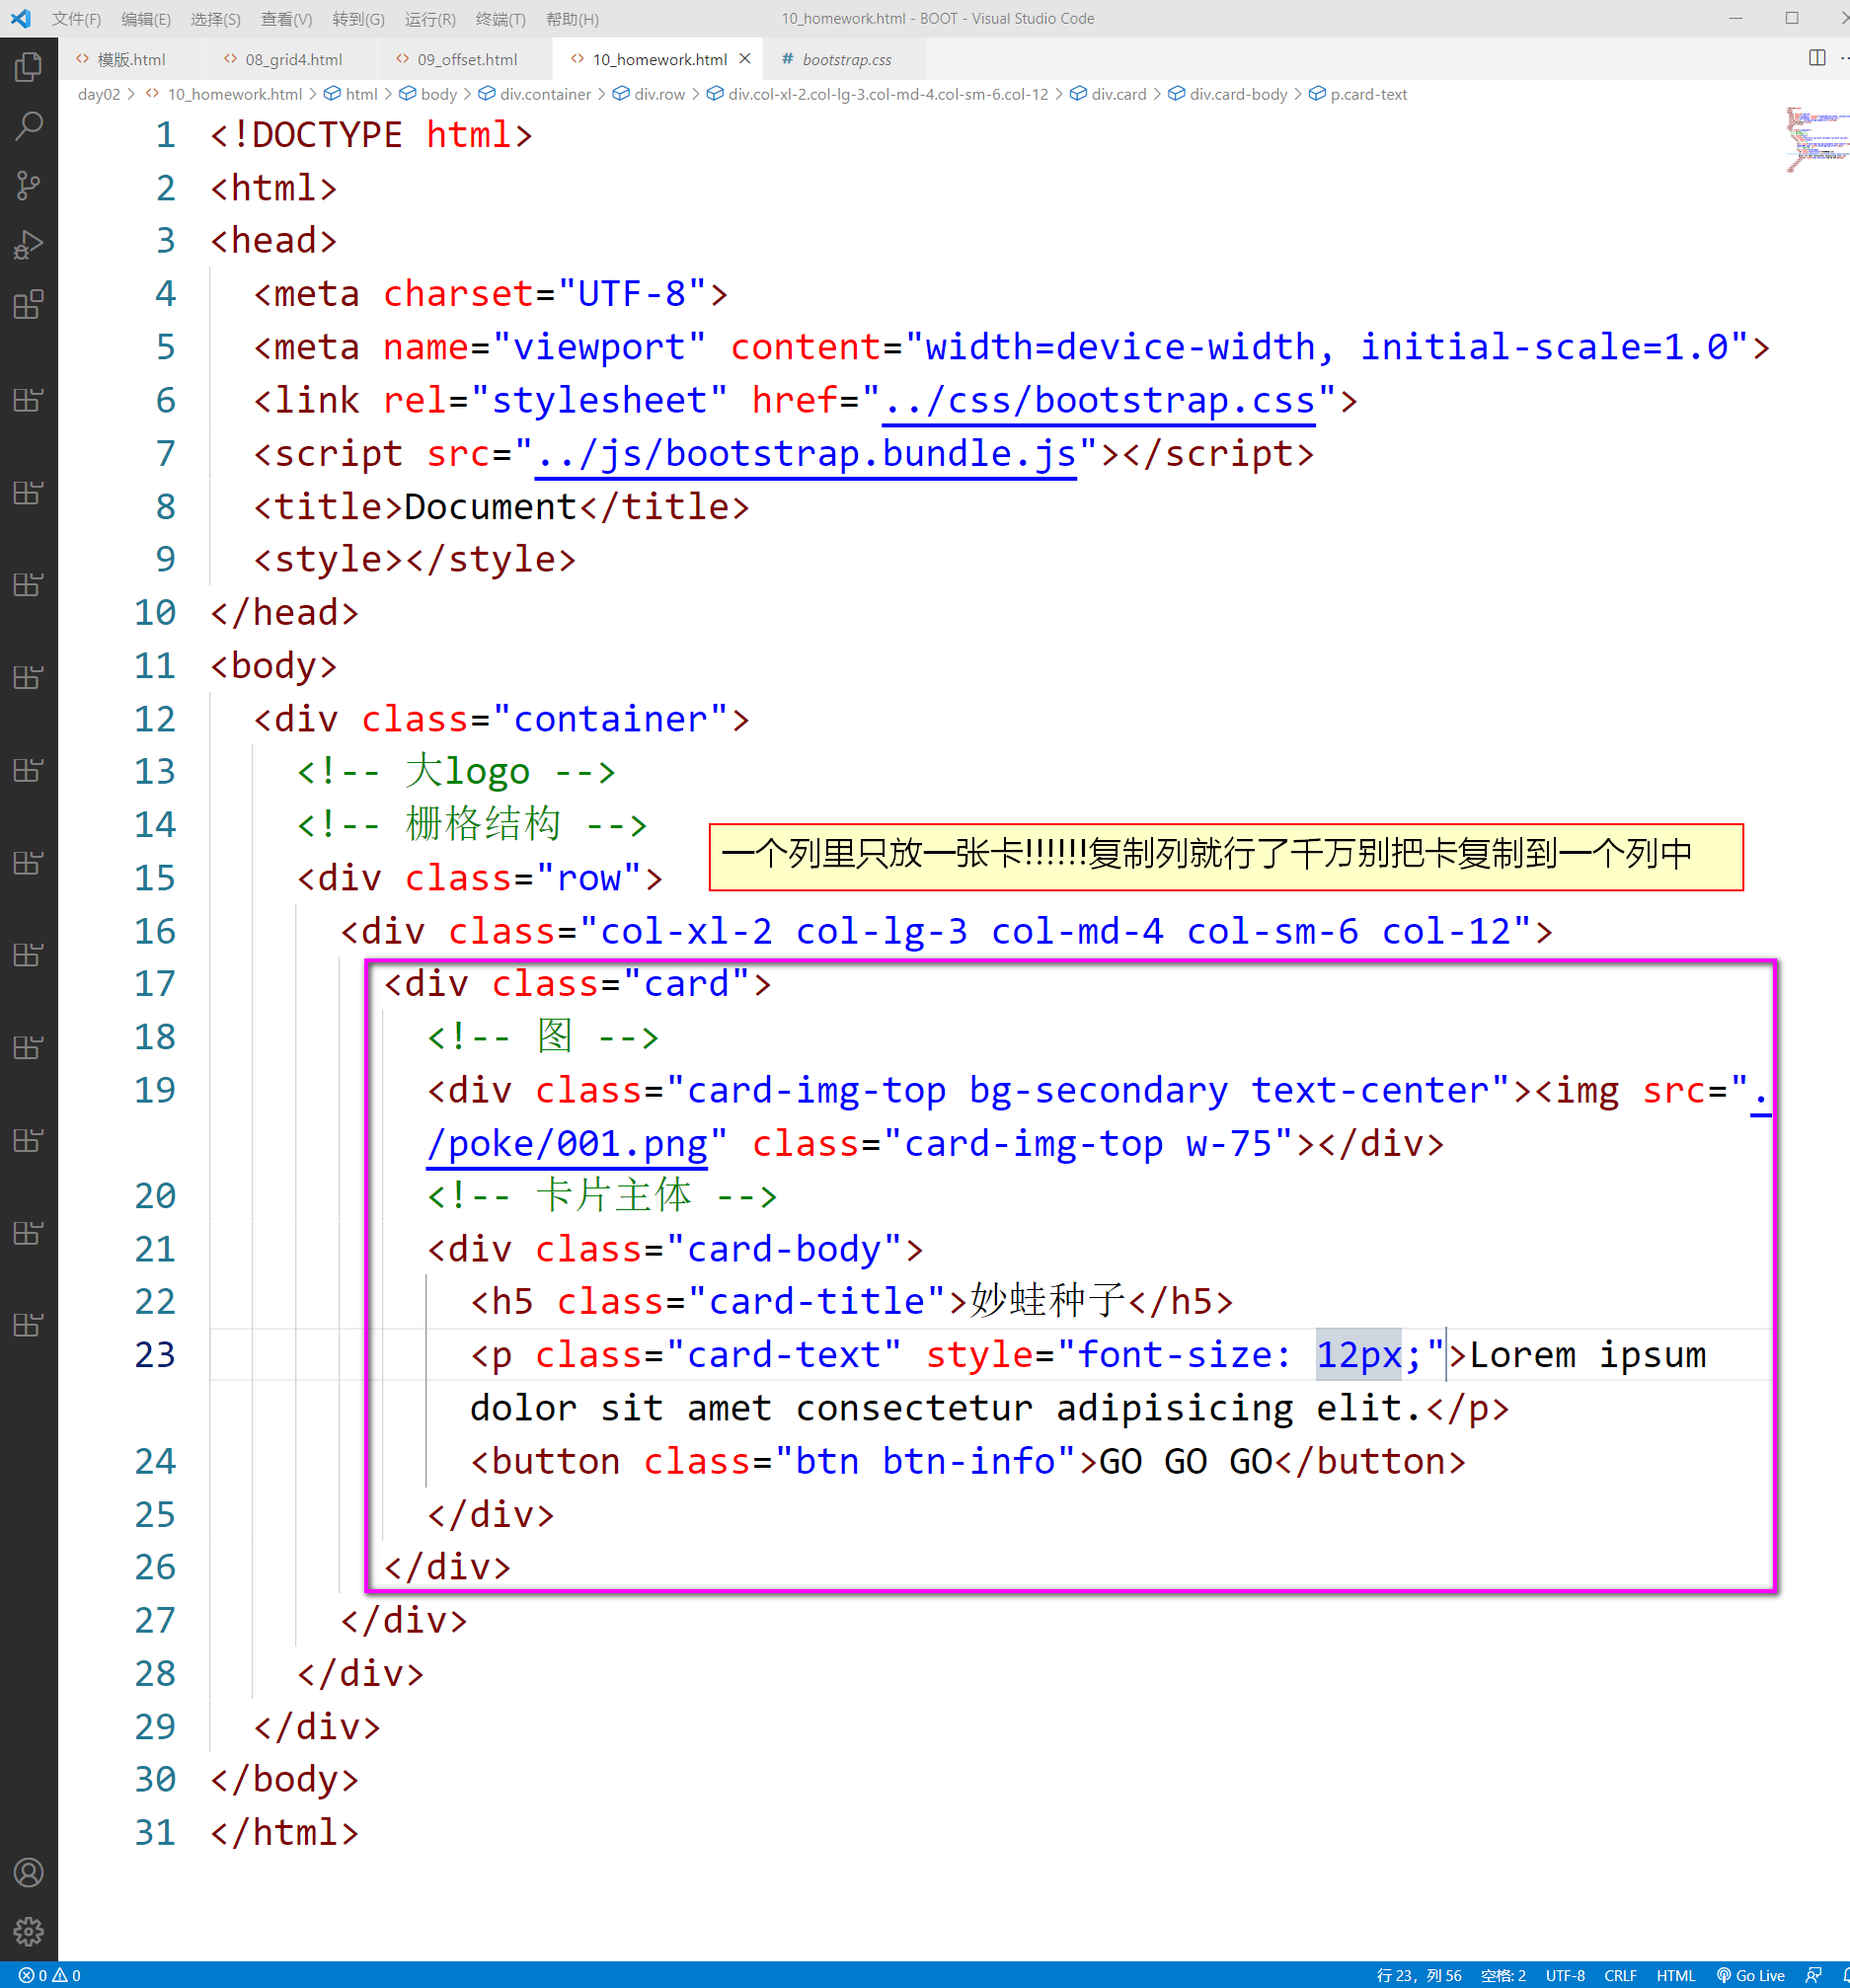 文件(F) 编辑(E) 选择(S) 查看(V) 转到(G) 运行(R) 终端(T) 帮助(H) 10_homework.html - BOOT - Visual Studio Code
模版.html 08_grid4.html 09_offset.html 10_homework.html # bootstrap.css
day02 > 10_homework.html > html > body > div.container > div.row > div.col-xl-2.col-lg-3.col-md-4.col-sm-6.col-12 > div.card > div.card-body > p.card-text
1 <!DOCTYPE html>
2 <html>
3 <head>
4 <meta charset="UTF-8">
5 <meta name="viewport" content="width=device-width, initial-scale=1.0">
6 <link rel="stylesheet" href="../css/bootstrap.css">
7 <script src="../js/bootstrap.bundle.js"></script>
8 <title>Document</title>
9 <style></style>
10 </head>
11 <body>
12 <div class="container">
13 <!-- 大logo -->
14 <!-- 栅格结构 -->
一个列里只放一张卡!!!!!!复制列就行了千万别把卡复制到一个列中
15 <div class="row">
16 <div class="col-xl-2 col-lg-3 col-md-4 col-sm-6 col-12">
17 <div class="card">
18 <!-- 图 -->
19 <div class="card-img-top bg-secondary text-center"><img src=".
/poke/001.png" class="card-img-top w-75"></div>
20 <!-- 卡片主体 -->
21 <div class="card-body">
22 <h5 class="card-title">妙蛙种子</h5>
23 <p class="card-text" style="font-size: 12px;">Lorem ipsum
dolor sit amet consectetur adipisicing elit.</p>
24 <button class="btn btn-info">GO GO GO</button>
25 </div>
26 </div>
27 </div>
28 </div>
29 </div>
30 </body>
31 </html>
0 0 行 23，列 56 空格: 2 UTF-8 CRLF HTML Go Live